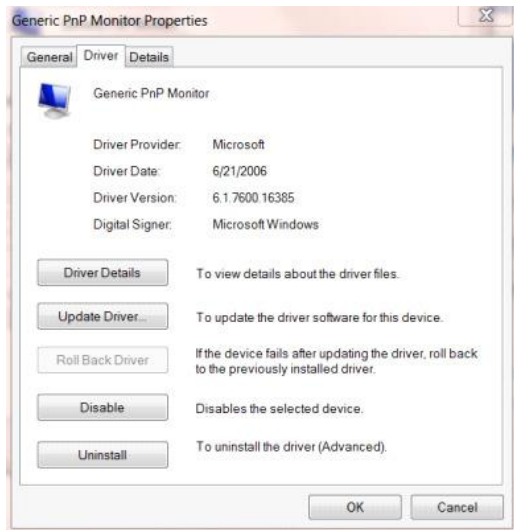 Generic PnP Monitor Properties
General Driver Details
Generic PnP Monitor
Driver Provider: Microsoft
Driver Date: 6/21/2006
Driver Version: 6.1.7600.16385
Digital Signer: Microsoft Windows
Driver Details To view details about the driver files.
Update Driver... To update the driver software for this device.
Roll Back Driver If the device fails after updating the driver, roll back
to the previously installed driver.
Disable Disables the selected device.
Uninstall To uninstall the driver (Advanced).
OK Cancel